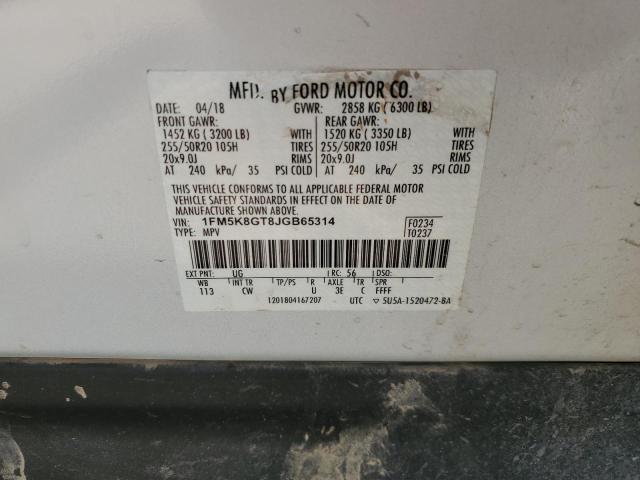 MFD. BY FORD MOTOR CO.
DATE: 04/18 GVWR: 2858 KG ( 6300 LB)
FRONT GAWR: REAR GAWR:
1452 KG ( 3200 LB) WITH 1520 KG ( 3350 LB) WITH
255/50R20 105H TIRES 255/50R20 105H TIRES
20x9.0J RIMS 20x9.0J RIMS
AT 240 kPa/ 35 PSI COLD AT 240 kPa/ 35 PSI COLD
THIS VEHICLE CONFORMS TO ALL APPLICABLE FEDERAL MOTOR
VEHICLE SAFETY STANDARDS IN EFFECT ON THE DATE OF
MANUFACTURE SHOWN ABOVE.
VIN: 1FM5K8GT8JGB65314 F0234
TYPE: MPV T0237
EXT PNT: UG RC: 56 DSO:
WB INT TR TP/PS R AXLE TR SPR
113 CW U 3E C FFFF
1201804167207 UTC ▽ 5U5A-1520472-BA